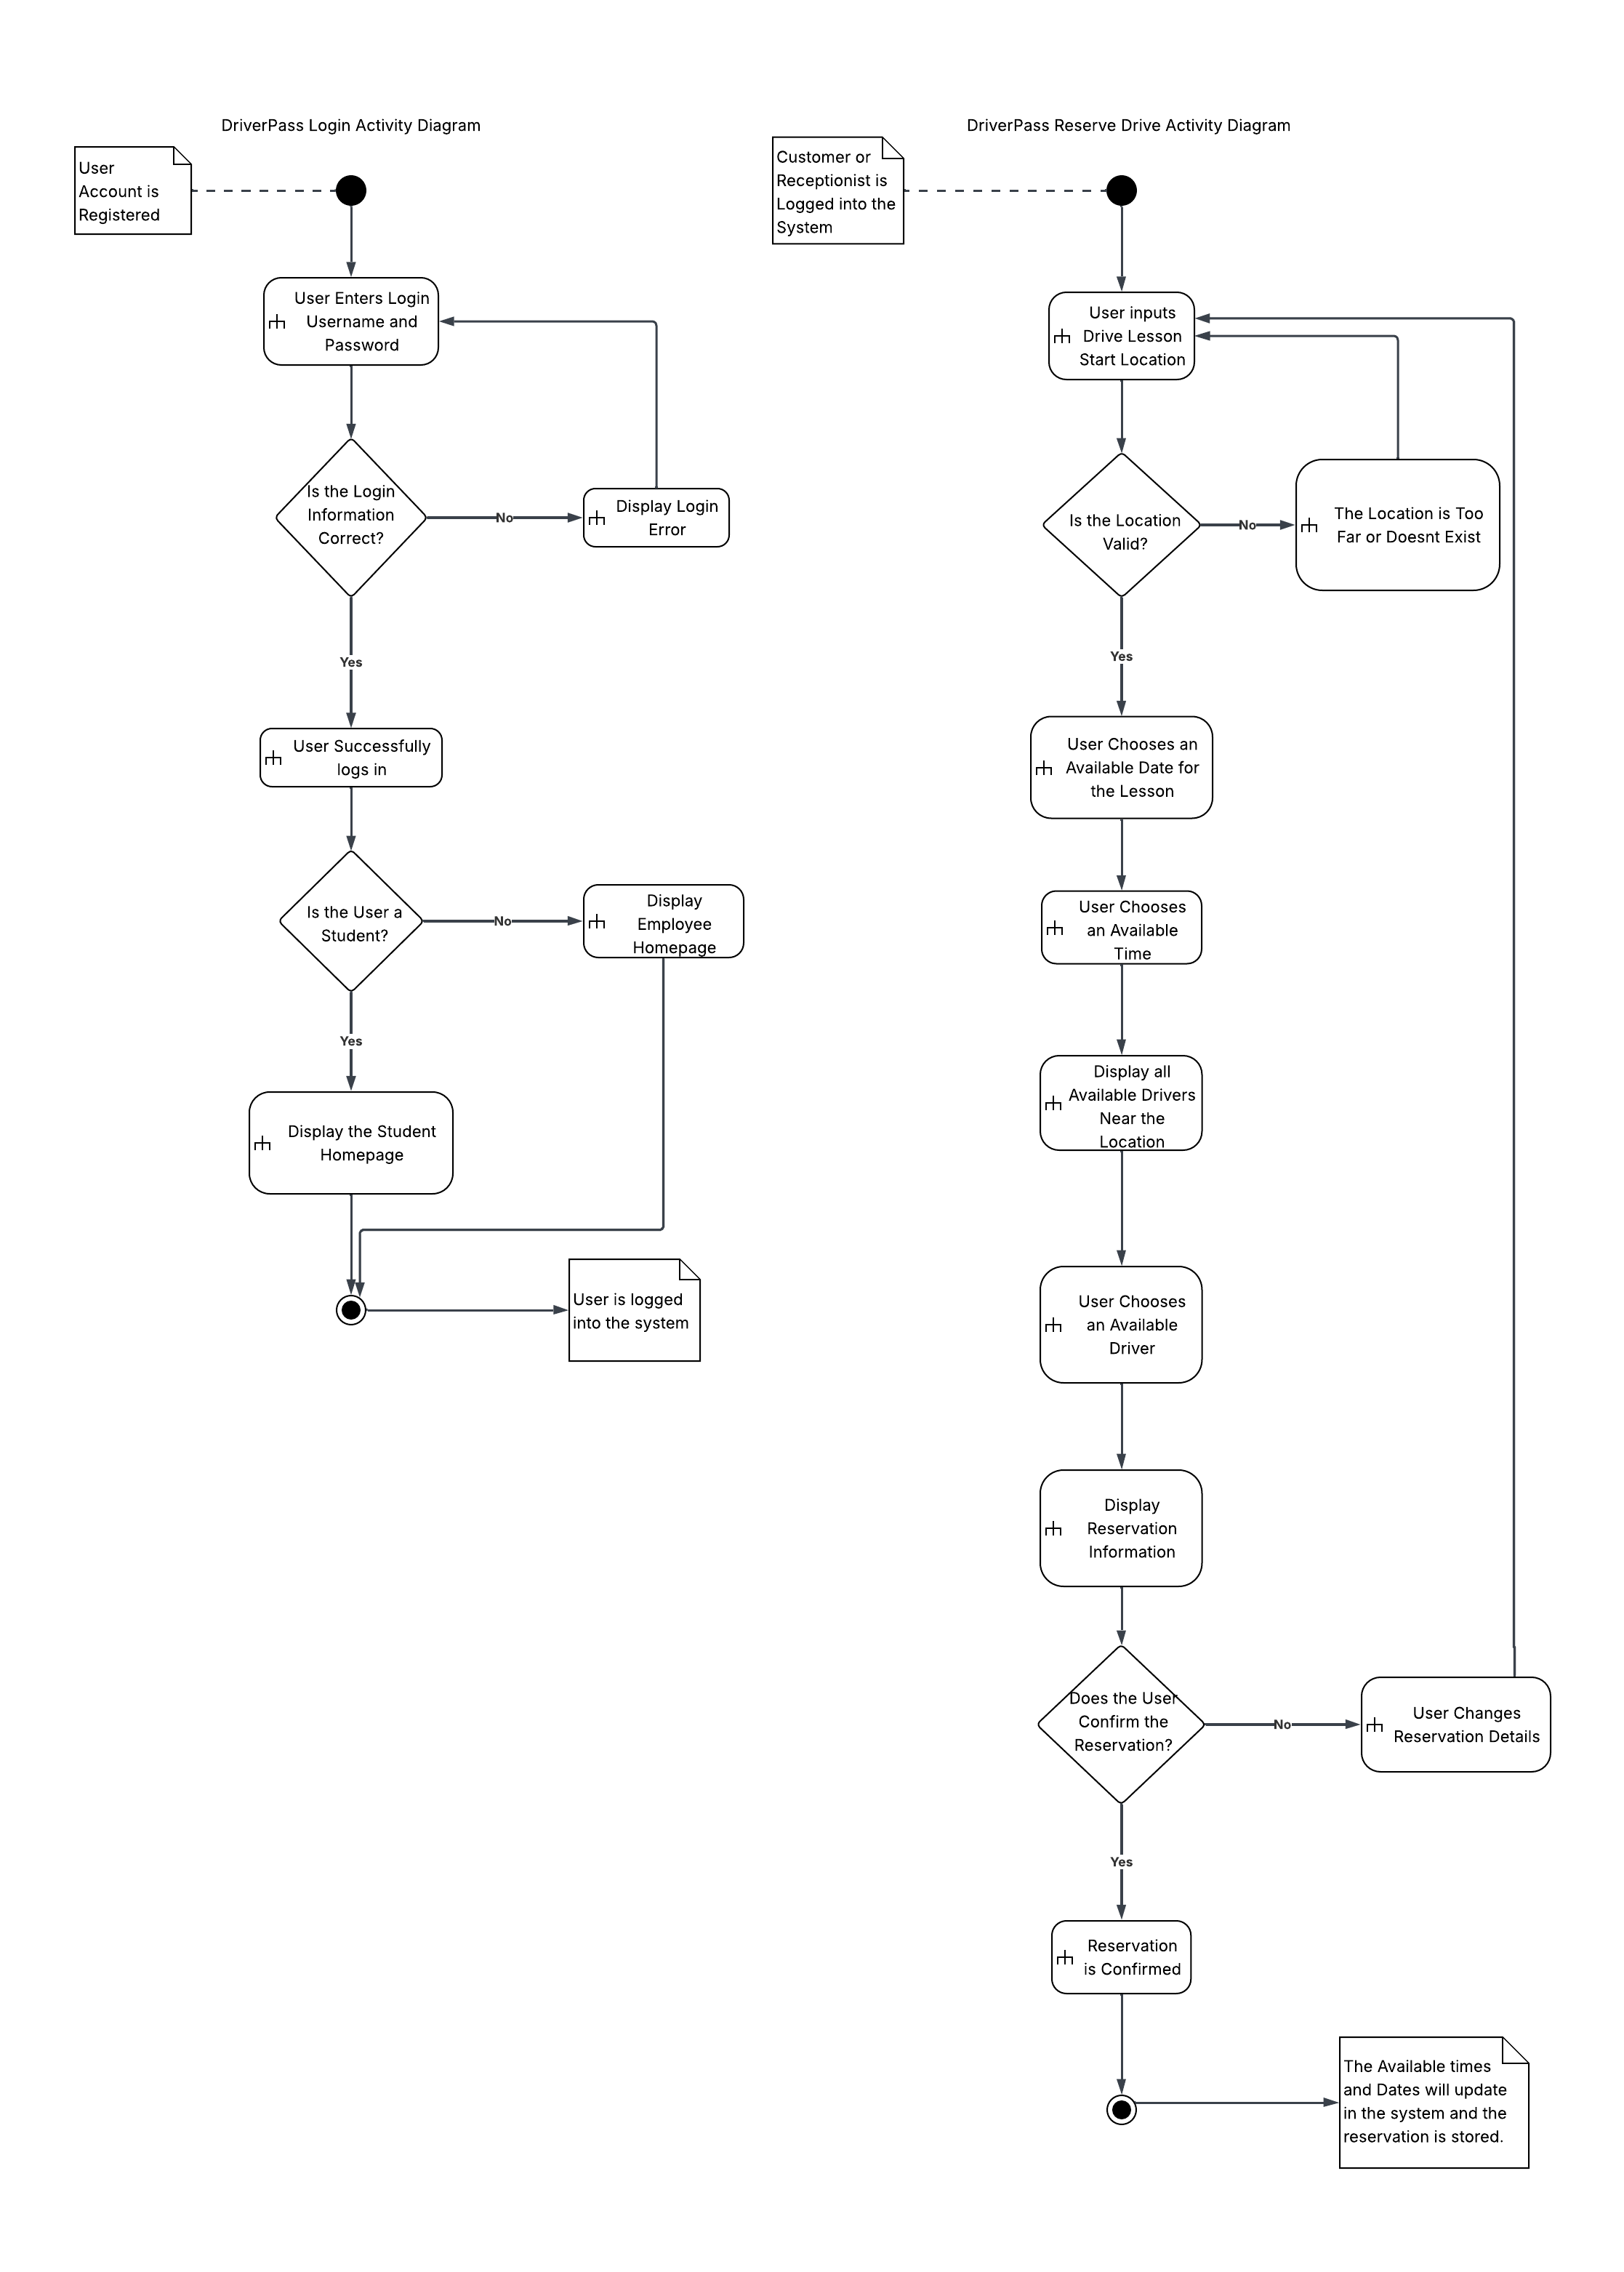 DriverPass Login Activity Diagram
User
Account is
Registered
User Enters Login
Username and
Password
Is the Login
Information
Correct?
No
Display Login
Error
Yes
User Successfully
logs in
Is the User a
Student?
No
Display
Employee
Homepage
Yes
Display the Student
Homepage
User is logged
into the system
DriverPass Reserve Drive Activity Diagram
Customer or
Receptionist is
Logged into the
System
User inputs
Drive Lesson
Start Location
Is the Location
Valid?
No
The Location is Too
Far or Doesnt Exist
Yes
User Chooses an
Available Date for
the Lesson
User Chooses
an Available
Time
Display all
Available Drivers
Near the
Location
User Chooses
an Available
Driver
Display
Reservation
Information
Does the User
Confirm the
Reservation?
No
User Changes
Reservation Details
Yes
Reservation
is Confirmed
The Available times
and Dates will update
in the system and the
reservation is stored.